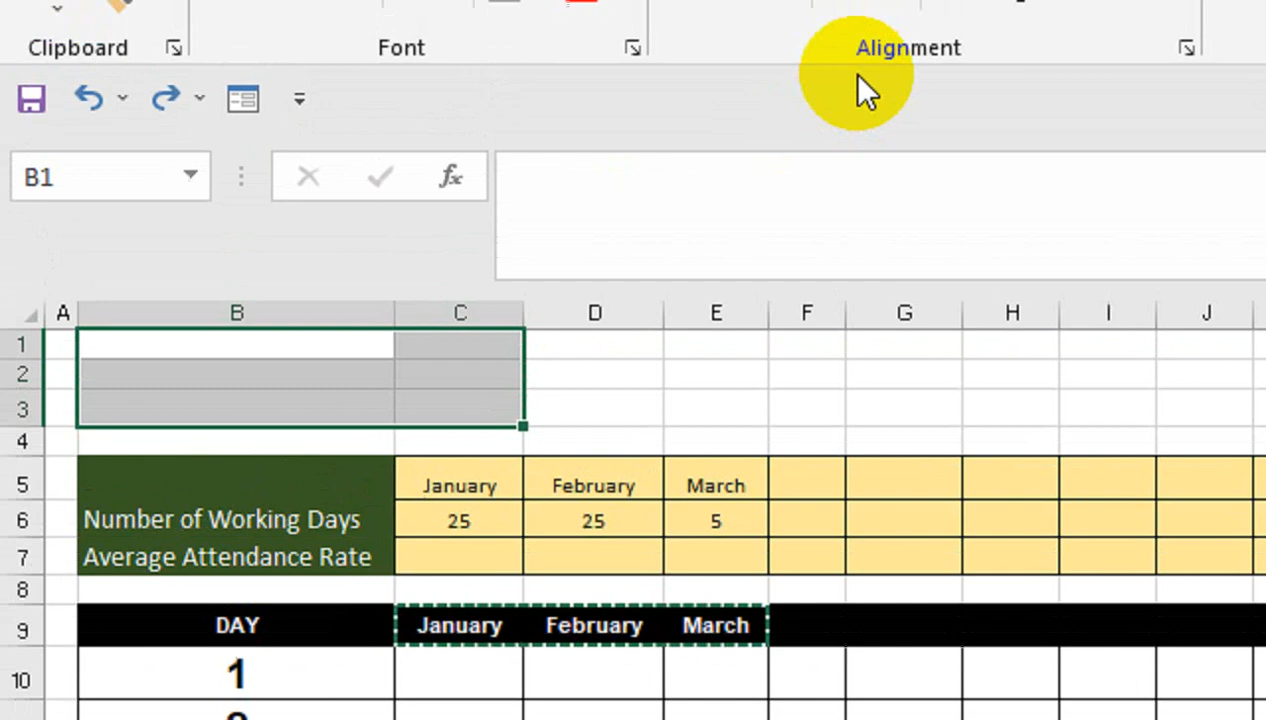 Clipboard Font Alignment
B1 fx
A B C D E F G H I J
1
2
3
4
5 January February March
6 Number of Working Days 25 25 5
7 Average Attendance Rate
8
9 DAY January February March
10 1